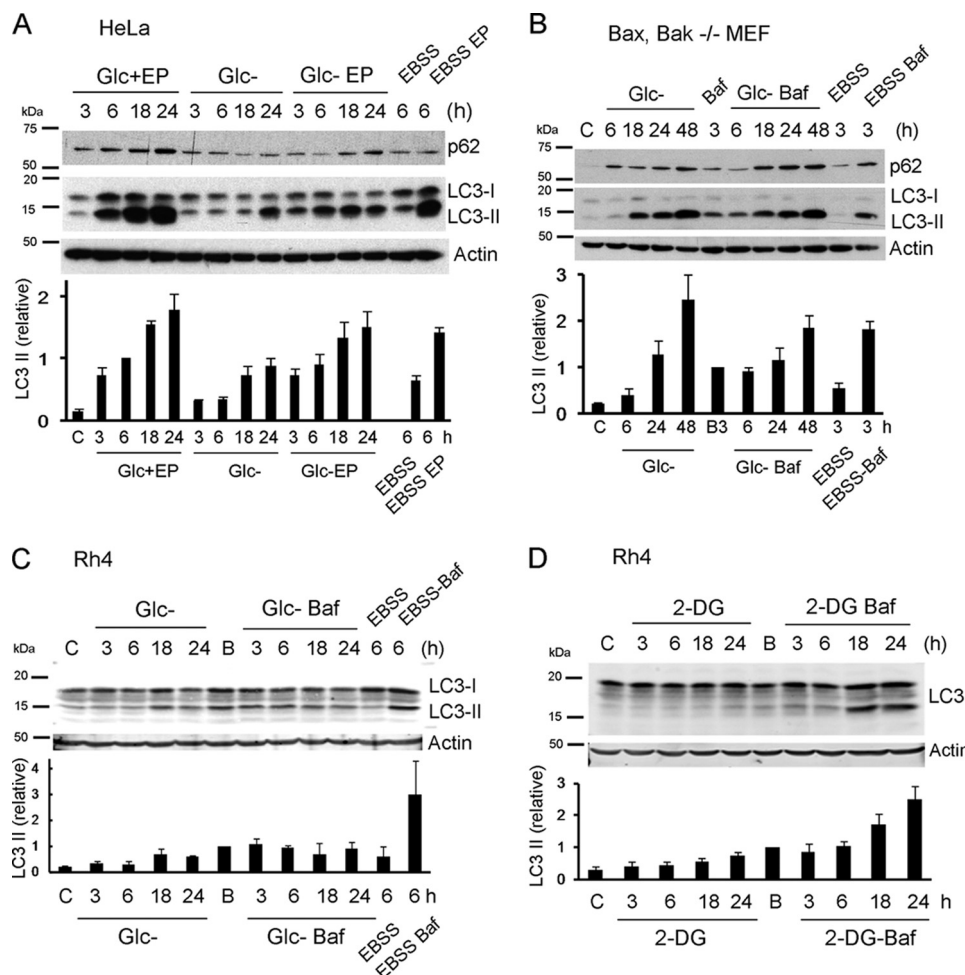 A HeLa
Glc+EP Glc- Glc- EP EBSS EBSS EP
kDa 3 6 18 24 3 6 18 24 3 6 18 24 6 6 (h)
75
50
p62
20
15
LC3-I
LC3-II
50
Actin
LC3 II (relative)
2
1
0
C 3 6 18 24 3 6 18 24 3 6 18 24 6 6 h
Glc+EP Glc- Glc-EP EBSS EBSS EP
B Bax, Bak -/- MEF
Glc- Baf Glc- Baf EBSS EBSS Baf
kDa C 6 18 24 48 3 6 18 24 48 3 3 (h)
75
50
p62
20
15
LC3-I
LC3-II
50
Actin
LC3 II (relative)
3
2
1
0
C 6 24 48 B3 6 24 48 3 3 h
Glc- Glc- Baf EBSS EBSS-Baf
C Rh4
Glc- Glc- Baf EBSS EBSS-Baf
kDa C 3 6 18 24 B 3 6 18 24 6 6 (h)
20
15
LC3-I
LC3-II
50
Actin
LC3 II (relative)
4
3
2
1
0
C 3 6 18 24 B 3 6 18 24 6 6 h
Glc- Glc- Baf EBSS EBSS Baf
D Rh4
2-DG 2-DG Baf
kDa C 3 6 18 24 B 3 6 18 24 (h)
20
15
LC3
50
Actin
LC3 II (relative)
3
2
1
0
C 3 6 18 24 B 3 6 18 24 h
2-DG 2-DG-Baf